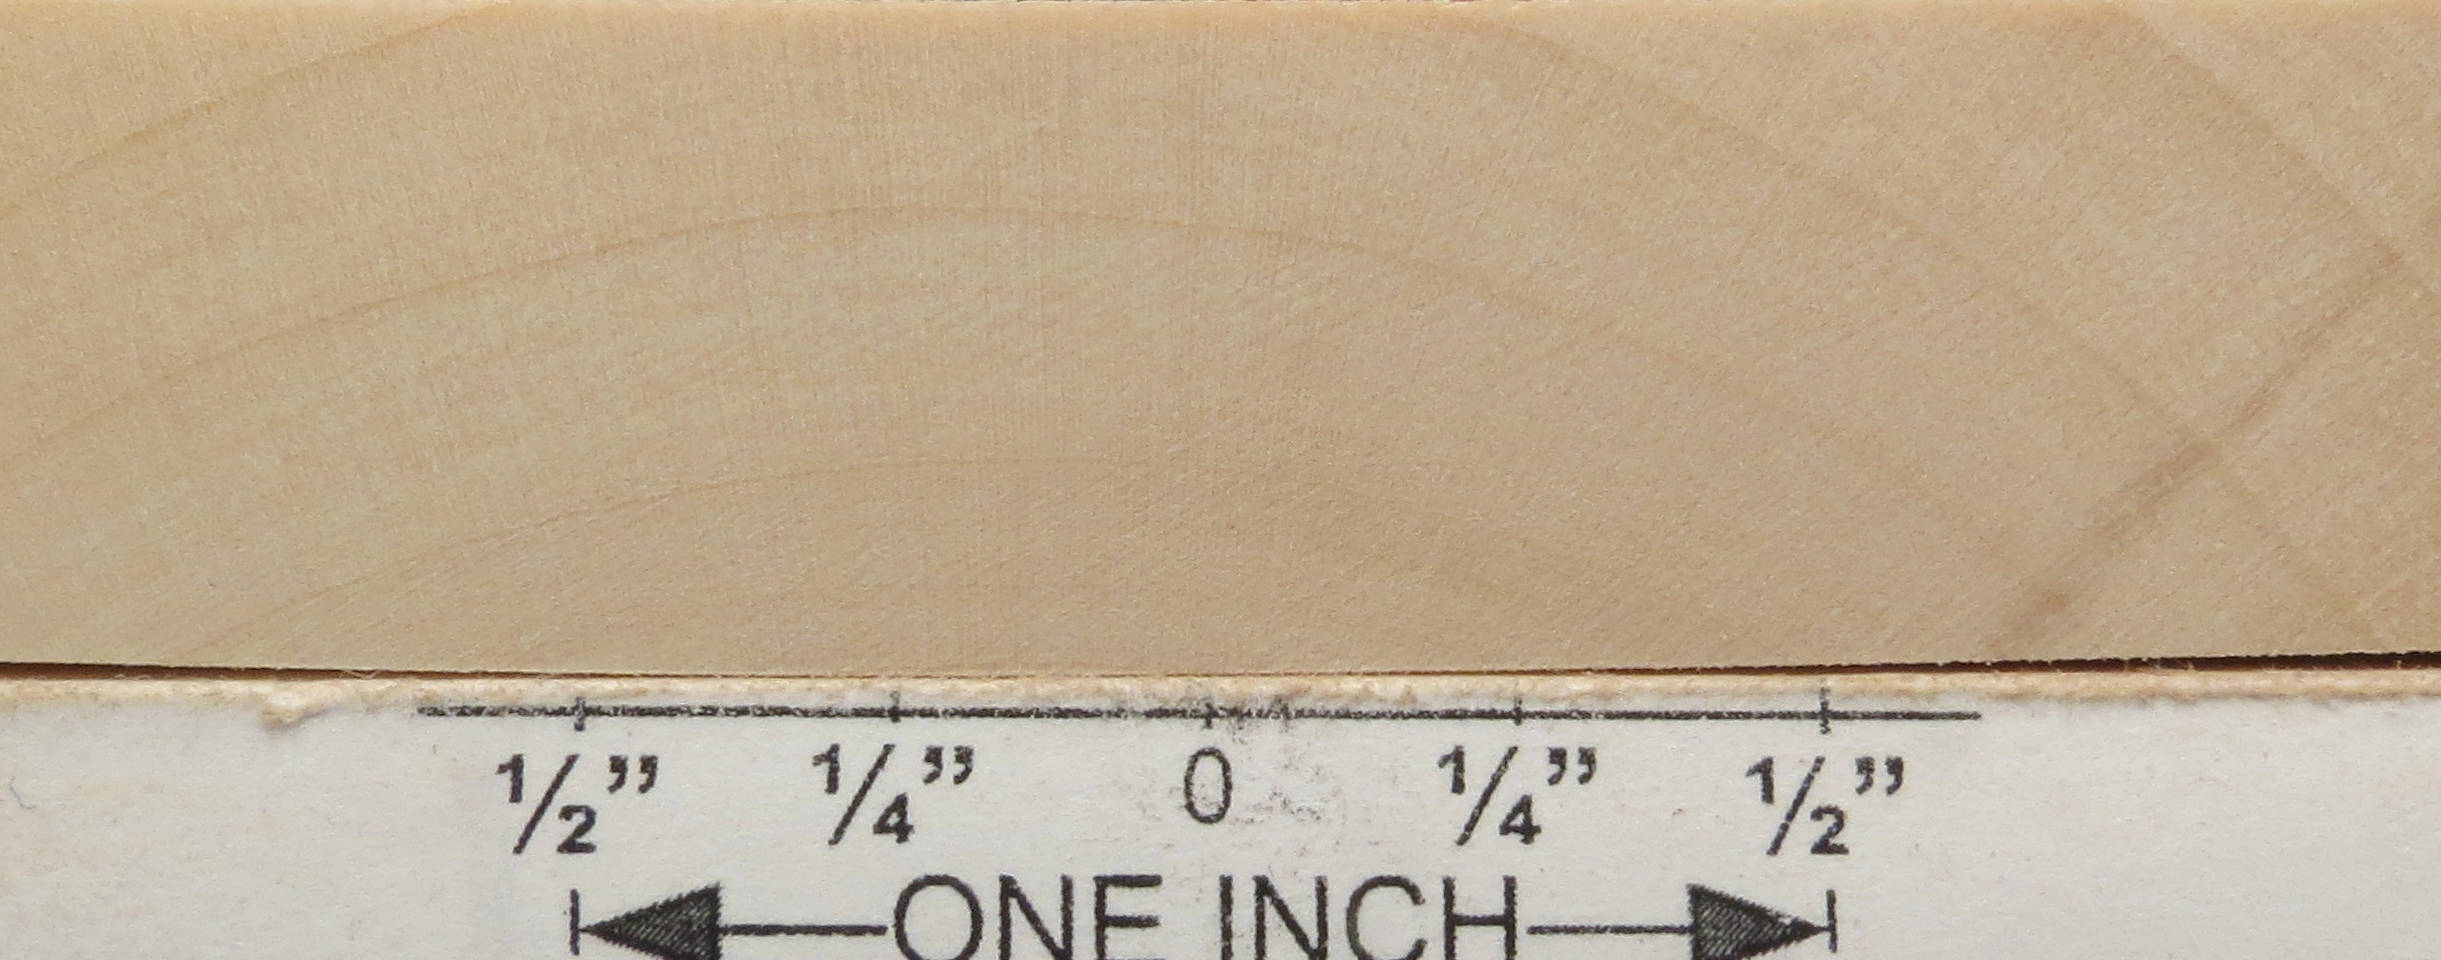 1/2” 1/4” 0 1/4” 1/2”
ONE INCH